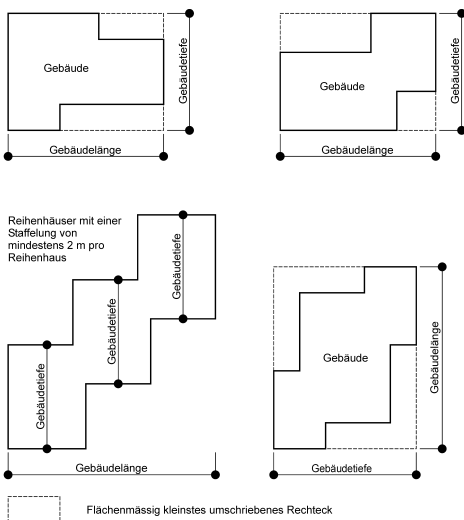 Gebäude
Gebäudetiefe
Gebäudelänge
Gebäude
Gebäudetiefe
Gebäudelänge
Reihenhäuser mit einer
Staffelung von
mindestens 2 m pro
Reihenhaus
Gebäudetiefe
Gebäudetiefe
Gebäudetiefe
Gebäudelänge
Gebäude
Gebäudelänge
Gebäudetiefe
Flächenmässig kleinstes umschriebenes Rechteck